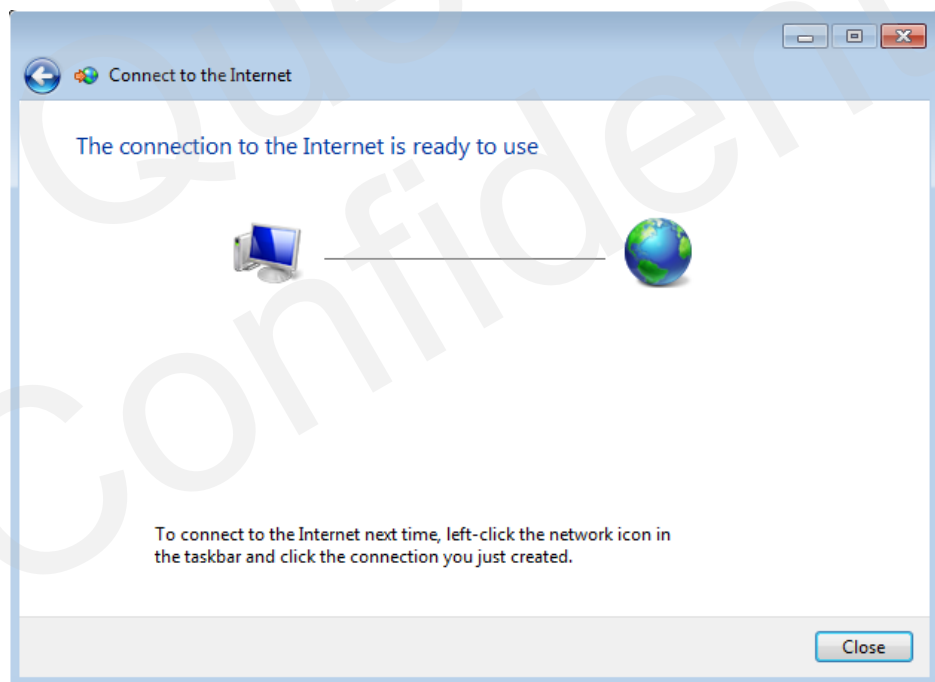 Connect to the Internet
The connection to the Internet is ready to use
To connect to the Internet next time, left-click the network icon in
the taskbar and click the connection you just created.
Close